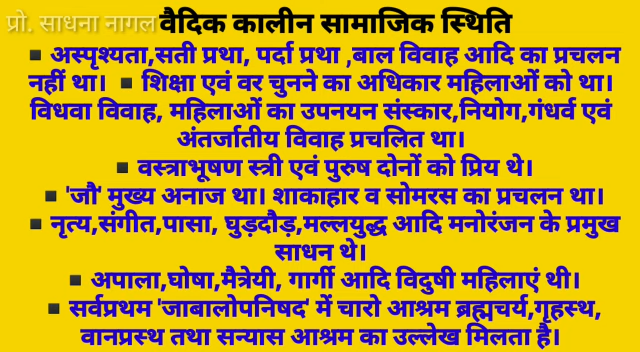 प्रो. साधना नागल वैदिक कालीन सामाजिक स्थिति
▪अस्पृश्यता,सती प्रथा, पर्दा प्रथा ,बाल विवाह आदि का प्रचलन
नहीं था। ▪शिक्षा एवं वर चुनने का अधिकार महिलाओं को था।
विधवा विवाह, महिलाओं का उपनयन संस्कार,नियोग,गंधर्व एवं
अंतर्जातीय विवाह प्रचलित था।
▪वस्त्राभूषण स्त्री एवं पुरुष दोनों को प्रिय थे।
▪'जौ' मुख्य अनाज था। शाकाहार व सोमरस का प्रचलन था।
▪नृत्य,संगीत,पासा, घुड़दौड़,मल्लयुद्ध आदि मनोरंजन के प्रमुख
साधन थे।
▪अपाला,घोषा,मैत्रेयी, गार्गी आदि विदुषी महिलाएं थी।
▪सर्वप्रथम 'जाबालोपनिषद' में चारो आश्रम ब्रह्मचर्य,गृहस्थ,
वानप्रस्थ तथा सन्यास आश्रम का उल्लेख मिलता है।